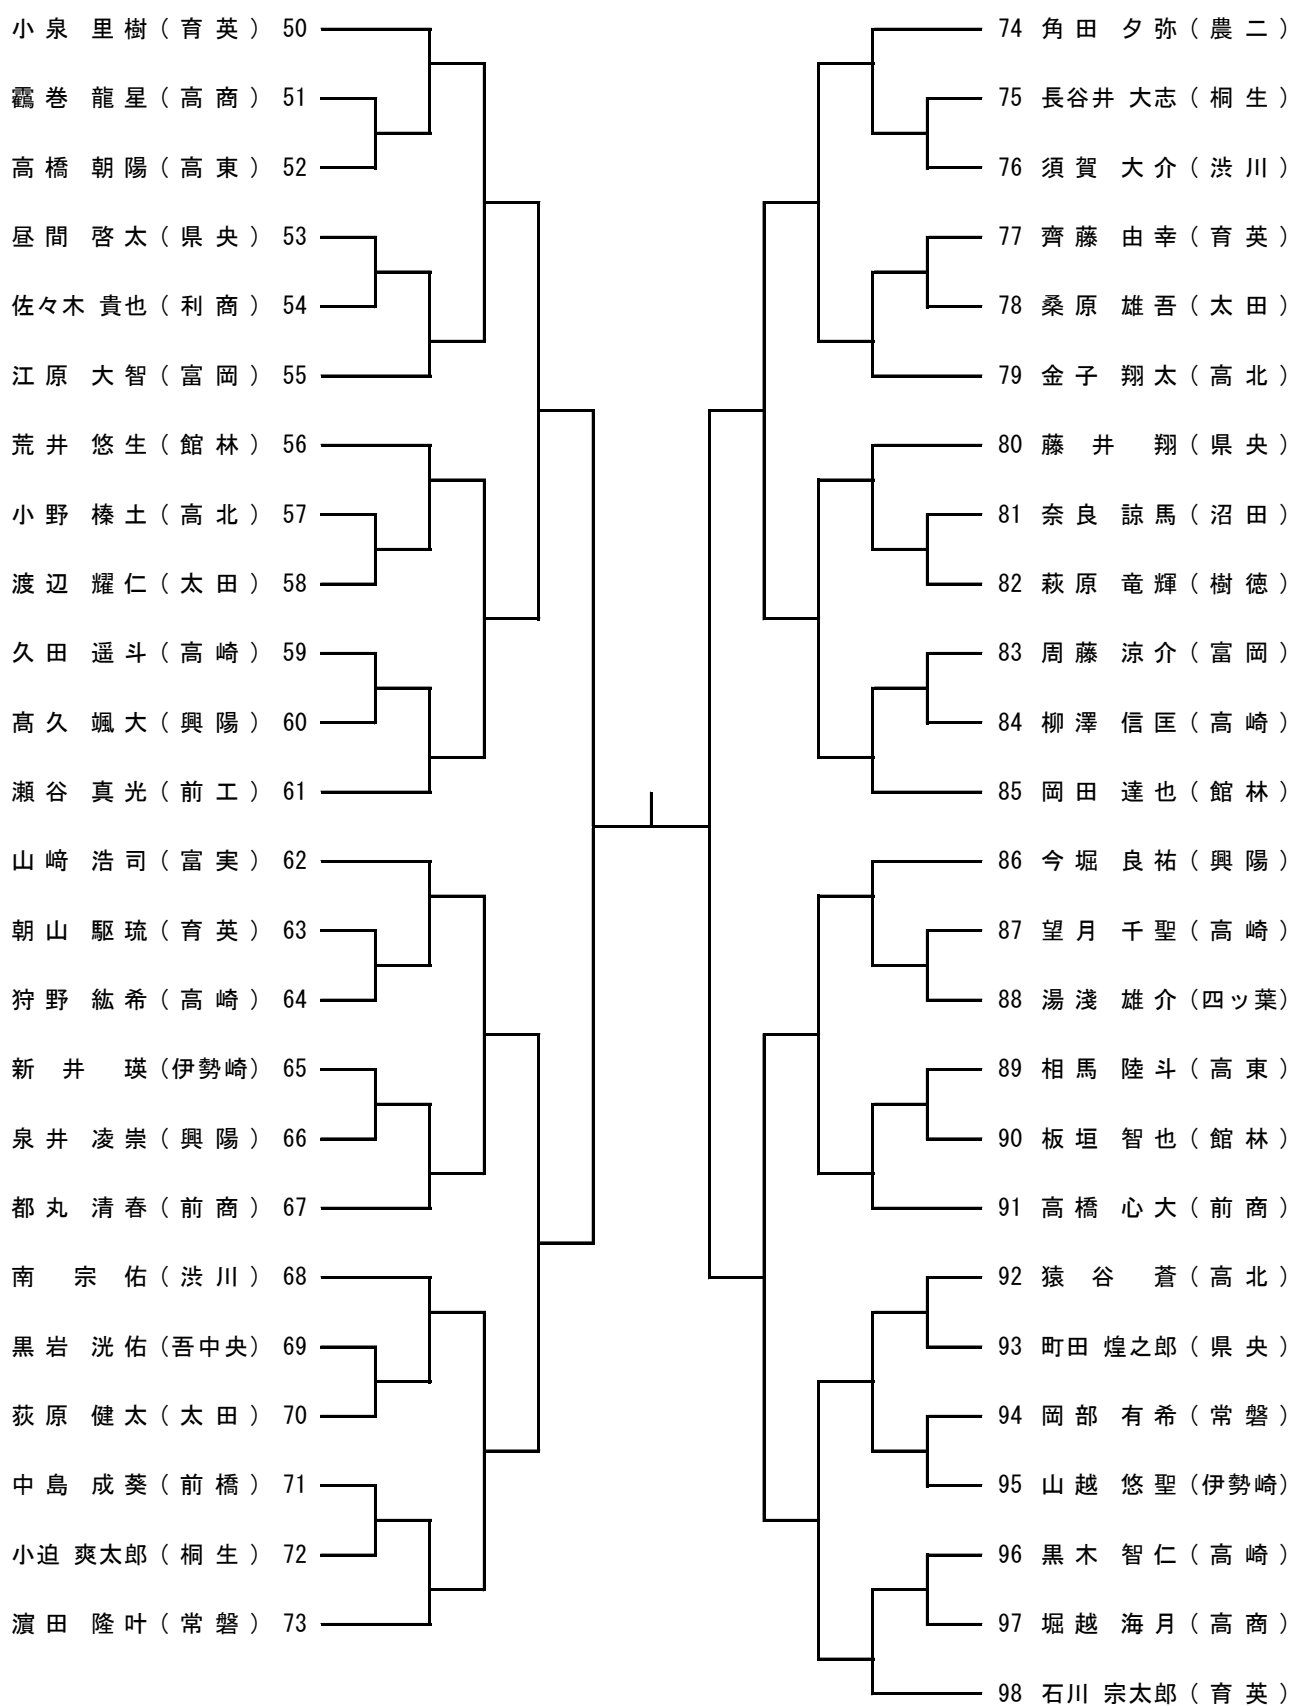 小泉 里樹（育英） 50
靏巻 龍星（高商） 51
高橋 朝陽（高東） 52
昼間 啓太（県央） 53
佐々木 貴也（利商） 54
江原 大智（富岡） 55
荒井 悠生（館林） 56
小野 榛土（高北） 57
渡辺 耀仁（太田） 58
久田 遥斗（高崎） 59
髙久 颯大（興陽） 60
瀬谷 真光（前工） 61
山﨑 浩司（富実） 62
朝山 駆琉（育英） 63
狩野 紘希（高崎） 64
新井 瑛（伊勢崎） 65
泉井 凌崇（興陽） 66
都丸 清春（前商） 67
南 宗佑（渋川） 68
黒岩 洸佑（吾中央） 69
荻原 健太（太田） 70
中島 成葵（前橋） 71
小迫 爽太郎（桐生） 72
濵田 隆叶（常磐） 73
74 角田 夕弥（農二）
75 長谷井 大志（桐生）
76 須賀 大介（渋川）
77 齊藤 由幸（育英）
78 桑原 雄吾（太田）
79 金子 翔太（高北）
80 藤井 翔（県央）
81 奈良 諒馬（沼田）
82 萩原 竜輝（樹徳）
83 周藤 涼介（富岡）
84 柳澤 信匡（高崎）
85 岡田 達也（館林）
86 今堀 良祐（興陽）
87 望月 千聖（高崎）
88 湯淺 雄介（四ッ葉）
89 相馬 陸斗（高東）
90 板垣 智也（館林）
91 高橋 心大（前商）
92 猿谷 蒼（高北）
93 町田 煌之郎（県央）
94 岡部 有希（常磐）
95 山越 悠聖（伊勢崎）
96 黒木 智仁（高崎）
97 堀越 海月（高商）
98 石川 宗太郎（育英）